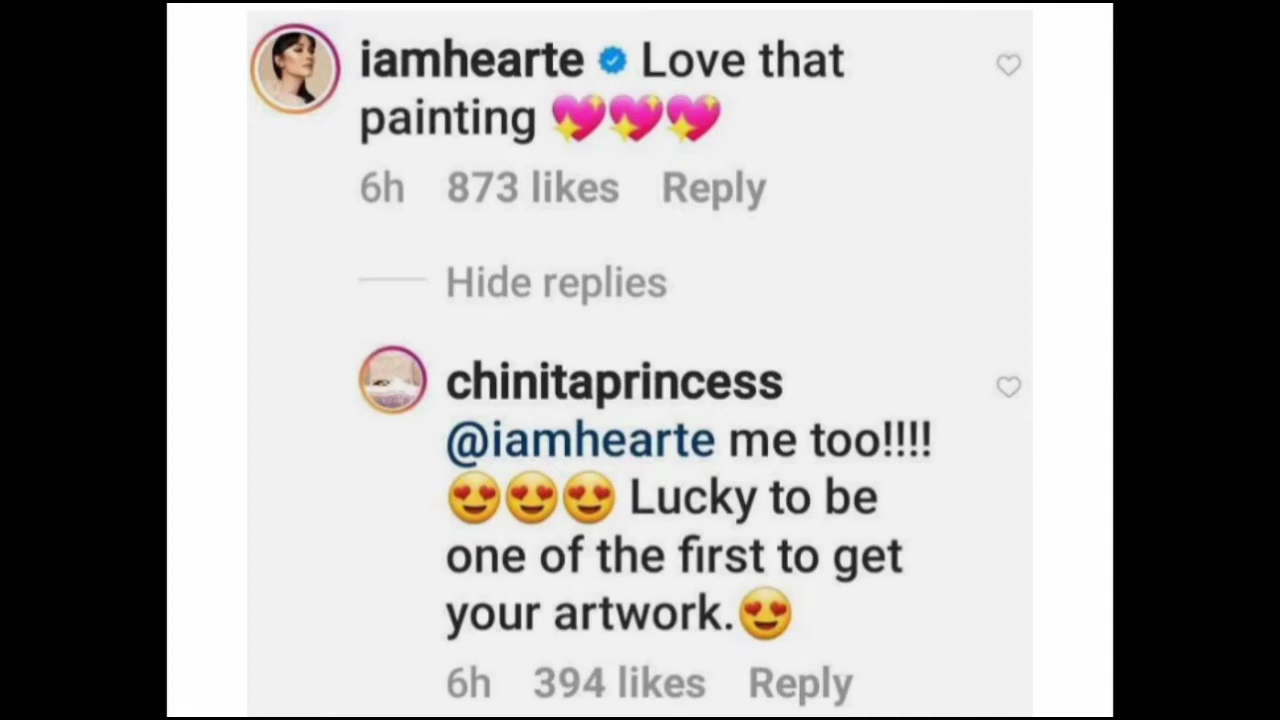 iamhearte Love that
painting 💖💖💖
6h 873 likes Reply
Hide replies
chinitaprincess
@iamhearte me too!!!!
😍😍😍 Lucky to be
one of the first to get
your artwork.😍
6h 394 likes Reply